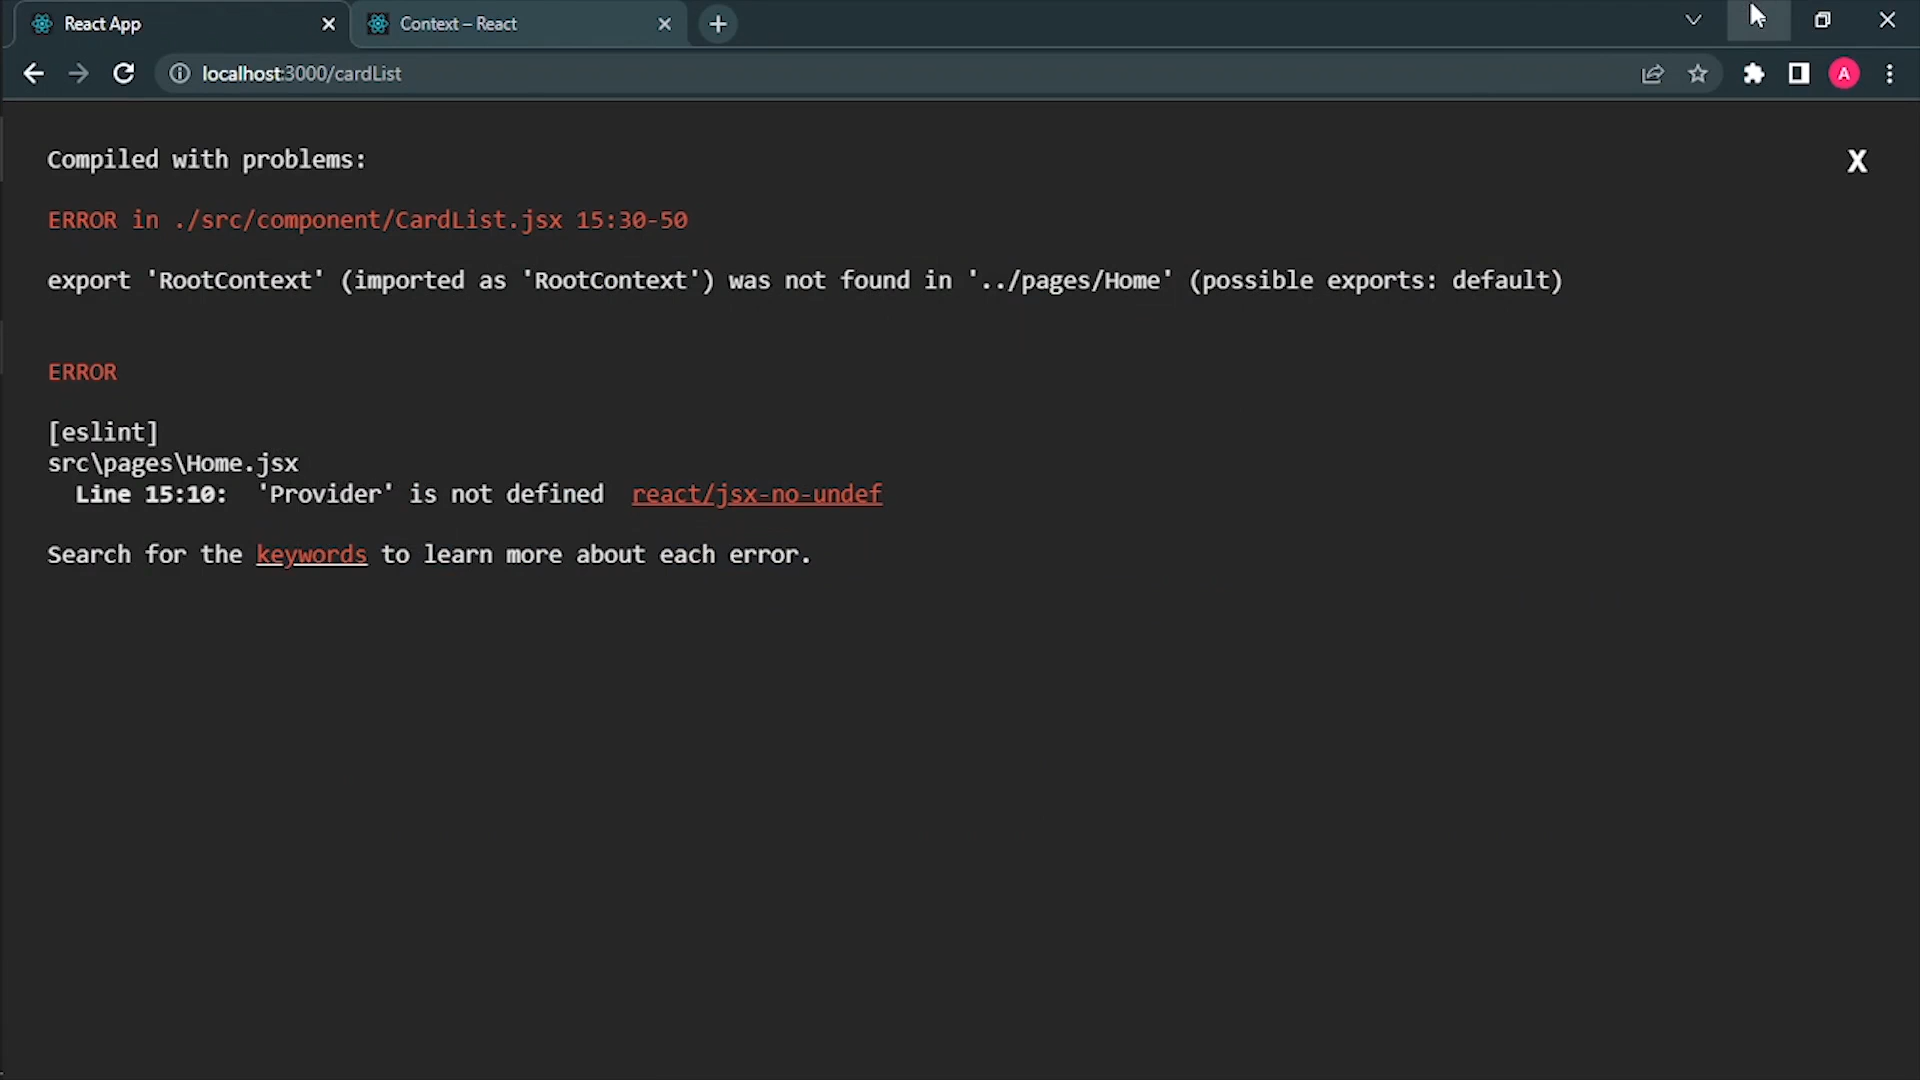 React App
Context – React
localhost:3000/cardList
A
Compiled with problems:
X
ERROR in ./src/component/CardList.jsx 15:30-50
export 'RootContext' (imported as 'RootContext') was not found in '../pages/Home' (possible exports: default)
ERROR
[eslint]
src\pages\Home.jsx
Line 15:10: 'Provider' is not defined react/jsx-no-undef
Search for the keywords to learn more about each error.